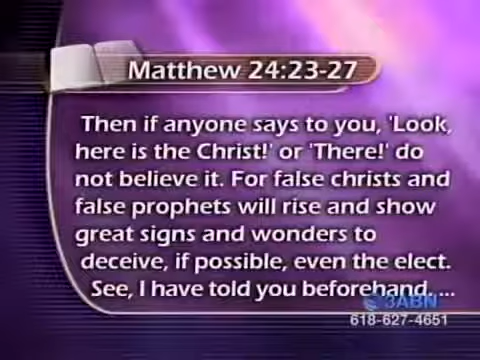 Matthew 24:23-27
Then if anyone says to you, 'Look,
here is the Christ!' or 'There!' do
not believe it. For false christs and
false prophets will rise and show
great signs and wonders to
deceive, if possible, even the elect.
See, I have told you beforehand. ...
3ABN
618-627-4651